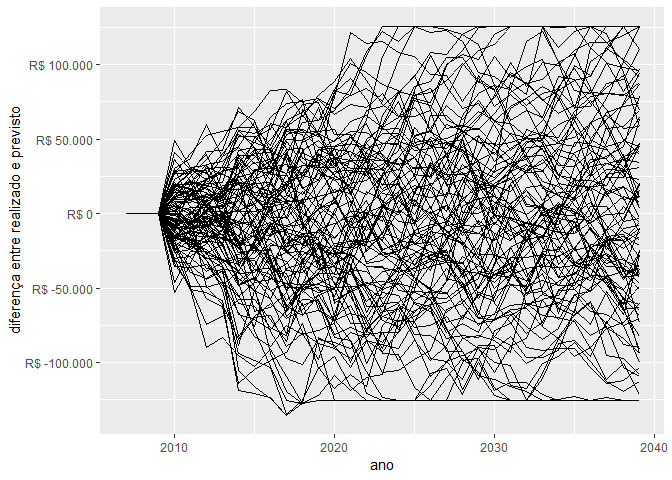 diferença entre realizado e previsto
R$ 100.000
R$ 50.000
R$ 0
R$ -50.000
R$ -100.000
2010
2020
2030
2040
ano